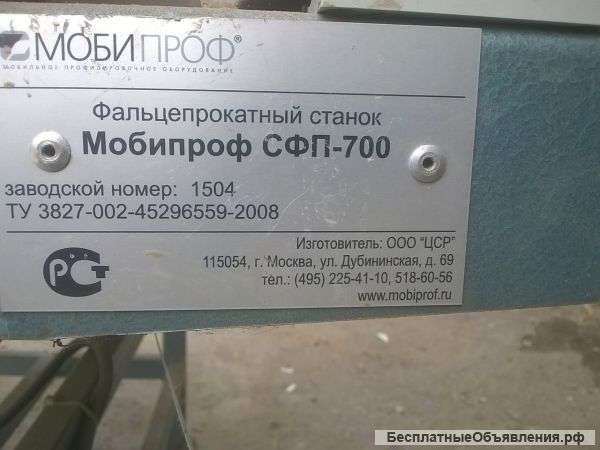 МОБИПРОФ®
МОБИЛЬНОЕ ПРОФИЛИРОВОЧНОЕ ОБОРУДОВАНИЕ
Фальцепрокатный станок
Мобипроф СФП-700
заводской номер: 1504
ТУ 3827-002-45296559-2008
Изготовитель: ООО "ЦСР"
115054, г. Москва, ул. Дубининская, д. 69
тел.: (495) 225-41-10, 518-60-56
www.mobiprof.ru
РСТ
БесплатныеОбъявления.рф